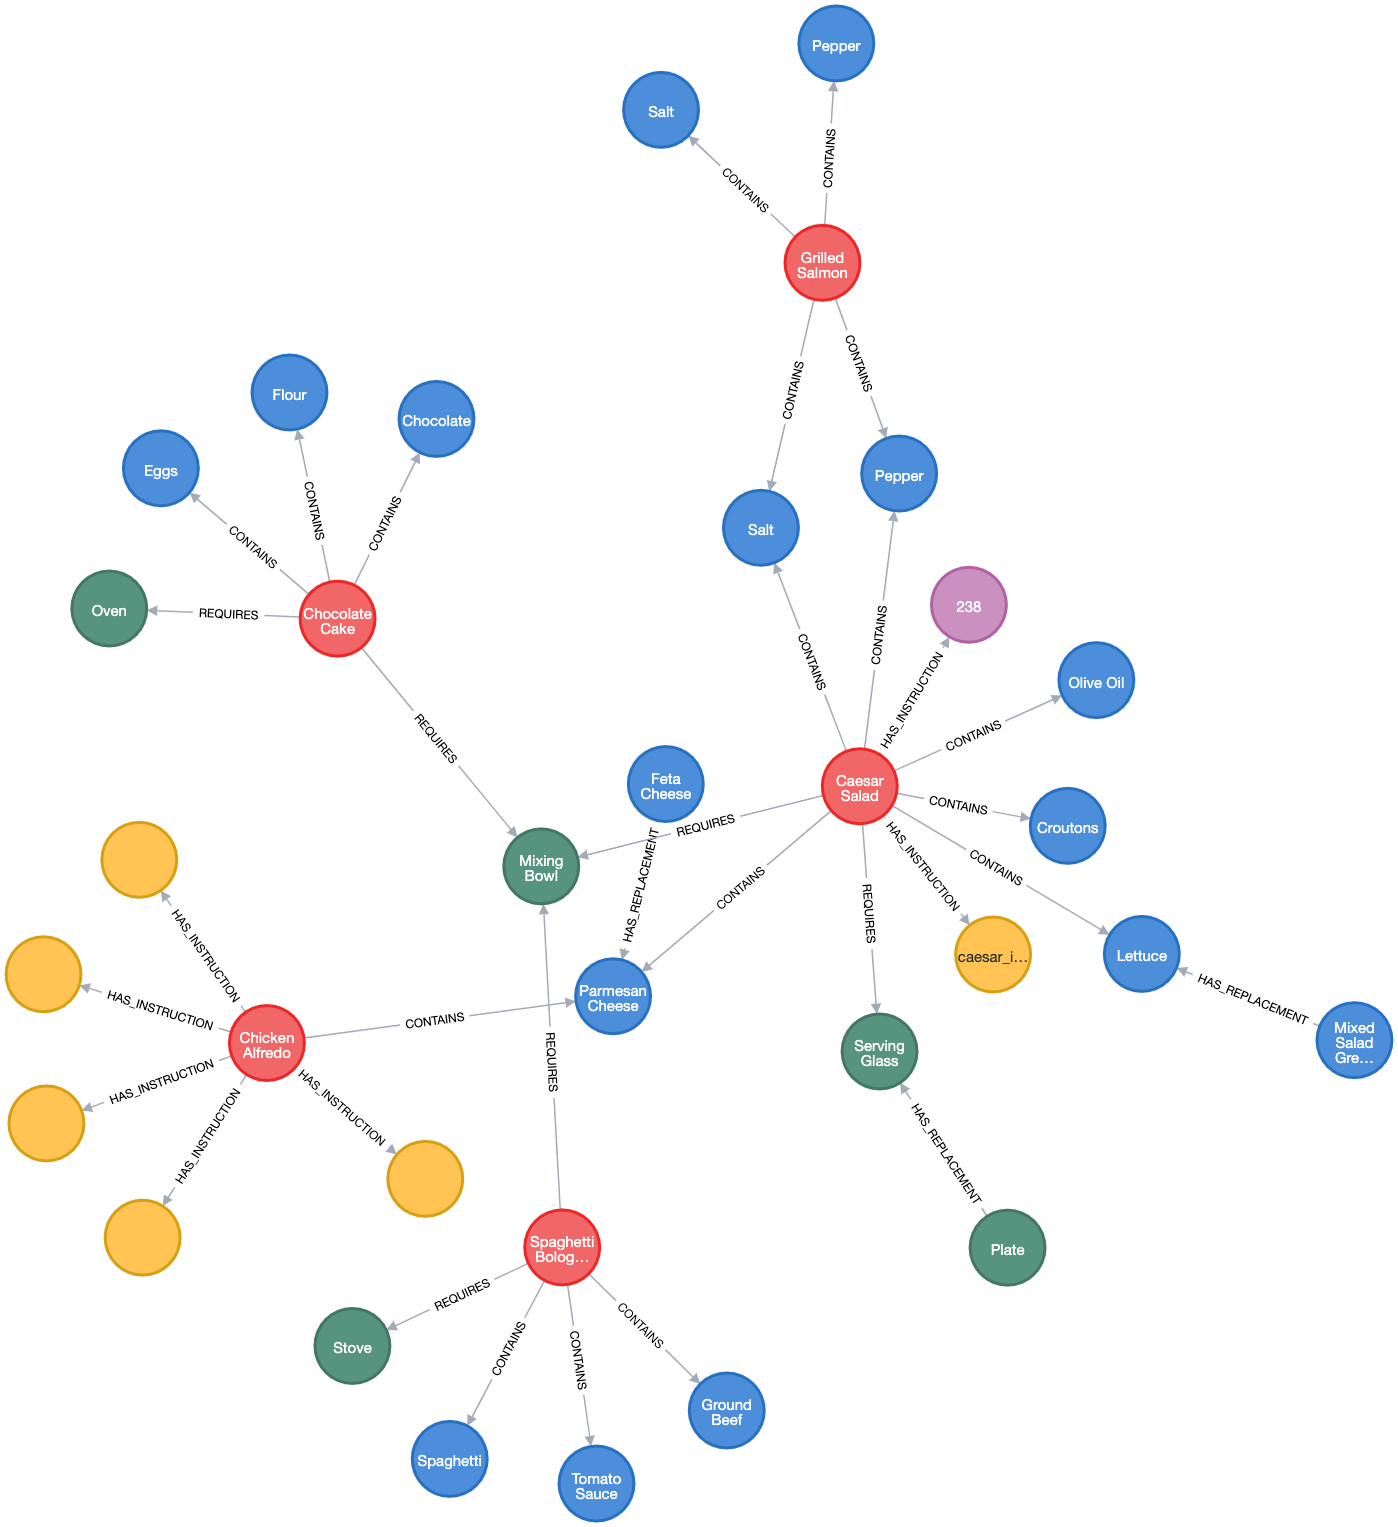 Pepper
Salt
CONTAINS
CONTAINS
Grilled
Salmon
CONTAINS
CONTAINS
Flour
Chocolate
Eggs
Pepper
Salt
CONTAINS
CONTAINS
CONTAINS
Oven
REQUIRES
Chocolate
Cake
238
CONTAINS
CONTAINS
HAS_INSTRUCTION
Olive Oil
CONTAINS
REQUIRES
Feta
Cheese
Caesar
Salad
CONTAINS
Croutons
REQUIRES
Mixing
Bowl
HAS_REPLACEMENT
CONTAINS
HAS_INSTRUCTION
CONTAINS
REQUIRES
caesar_i...
Lettuce
HAS_INSTRUCTION
HAS_INSTRUCTION
Parmesan
Cheese
HAS_REPLACEMENT
Mixed
Salad
Gre...
Chicken
Alfredo
CONTAINS
Serving
Glass
HAS_INSTRUCTION
HAS_INSTRUCTION
HAS_INSTRUCTION
REQUIRES
HAS_REPLACEMENT
Spaghetti
Bolog...
Plate
REQUIRES
CONTAINS
CONTAINS
CONTAINS
Stove
Ground
Beef
Spaghetti
Tomato
Sauce